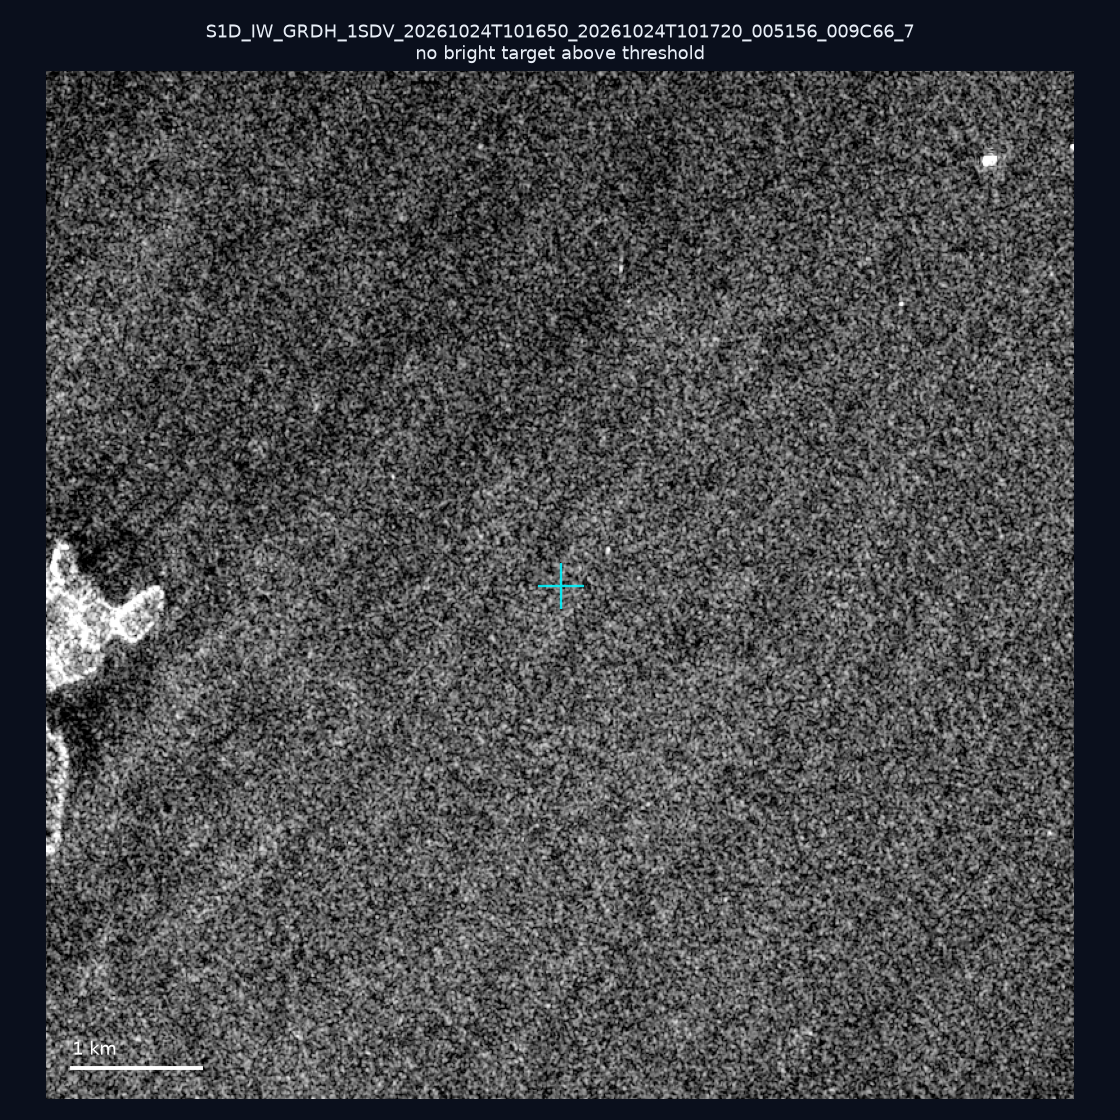 S1D_IW_GRDH_1SDV_20261024T101650_20261024T101720_005156_009C66_7
no bright target above threshold
1 km